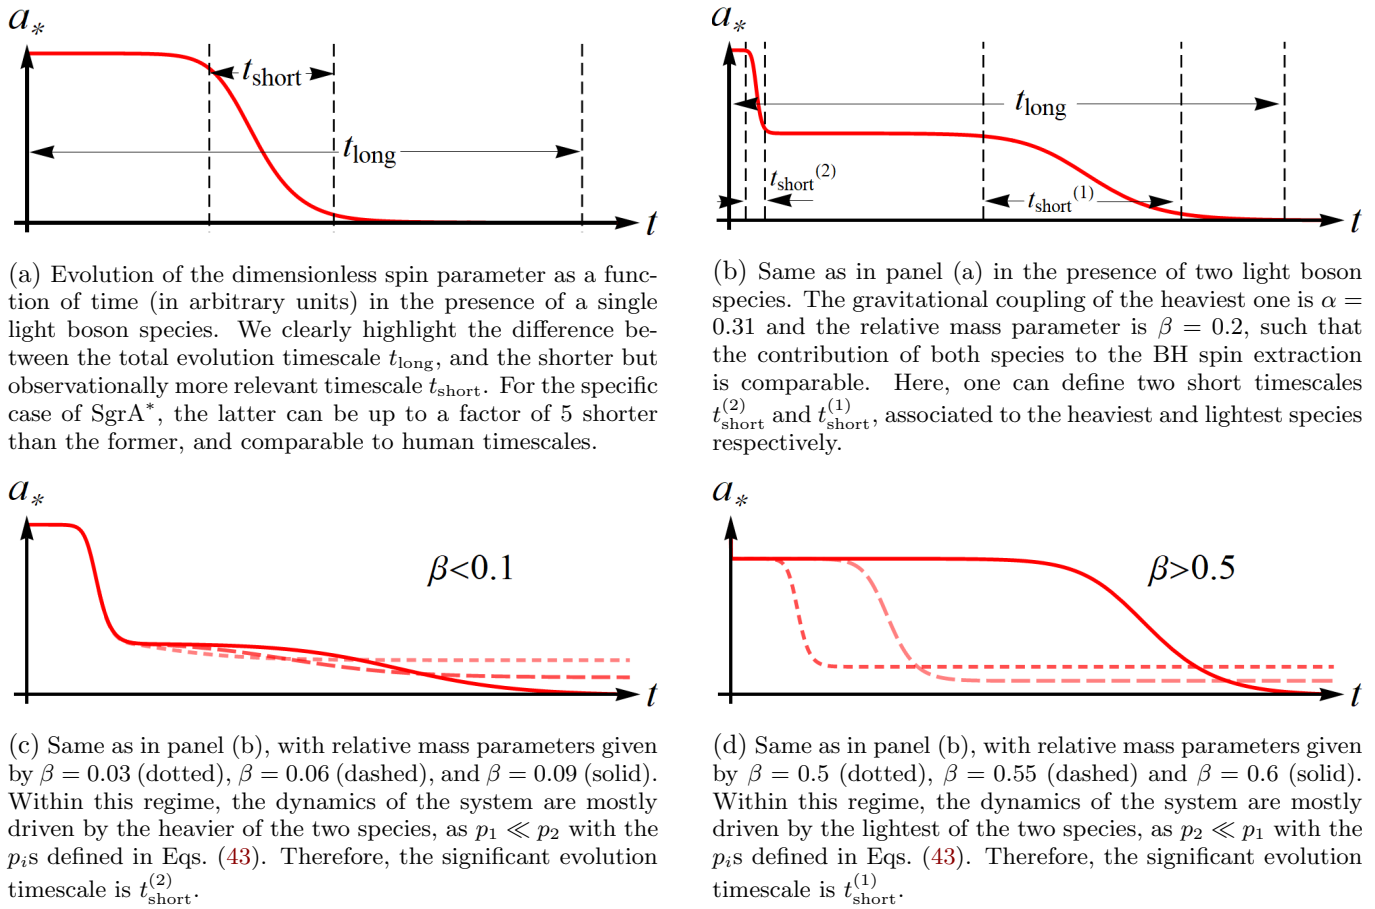 a*
t_short
t_long
t
(a) Evolution of the dimensionless spin parameter as a func-
tion of time (in arbitrary units) in the presence of a single
light boson species. We clearly highlight the difference be-
tween the total evolution timescale t_long, and the shorter but
observationally more relevant timescale t_short. For the specific
case of SgrA*, the latter can be up to a factor of 5 shorter
than the former, and comparable to human timescales.
a*
t_long
t_short^(2)
t_short^(1)
t
(b) Same as in panel (a) in the presence of two light boson
species. The gravitational coupling of the heaviest one is α =
0.31 and the relative mass parameter is β = 0.2, such that
the contribution of both species to the BH spin extraction
is comparable. Here, one can define two short timescales
t_short^(2) and t_short^(1), associated to the heaviest and lightest species
respectively.
a*
β<0.1
t
(c) Same as in panel (b), with relative mass parameters given
by β = 0.03 (dotted), β = 0.06 (dashed), and β = 0.09 (solid).
Within this regime, the dynamics of the system are mostly
driven by the heavier of the two species, as p₁ ≪ p₂ with the
pᵢs defined in Eqs. (43). Therefore, the significant evolution
timescale is t_short^(2).
a*
β>0.5
t
(d) Same as in panel (b), with relative mass parameters given
by β = 0.5 (dotted), β = 0.55 (dashed) and β = 0.6 (solid).
Within this regime, the dynamics of the system are mostly
driven by the lightest of the two species, as p₂ ≪ p₁ with the
pᵢs defined in Eqs. (43). Therefore, the significant evolution
timescale is t_short^(1).